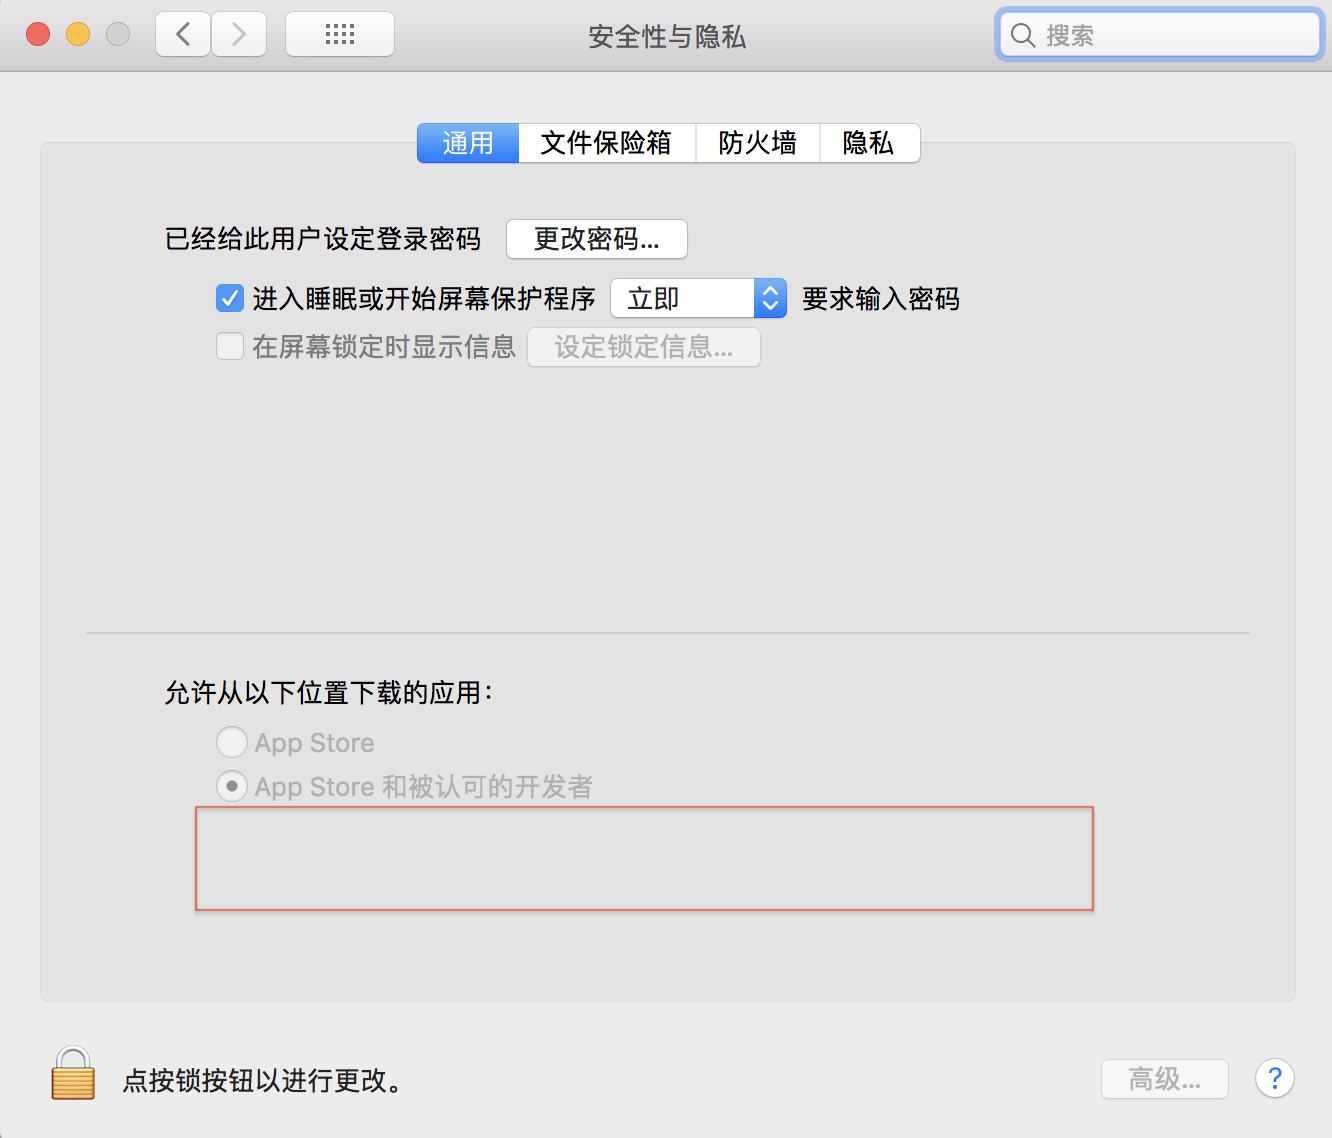 安全性与隐私
搜索
通用 文件保险箱 防火墙 隐私
已经给此用户设定登录密码 更改密码...
进入睡眠或开始屏幕保护程序 立即 要求输入密码
在屏幕锁定时显示信息 设定锁定信息...
允许从以下位置下载的应用：
App Store
App Store 和被认可的开发者
点按锁按钮以进行更改。
高级... ?